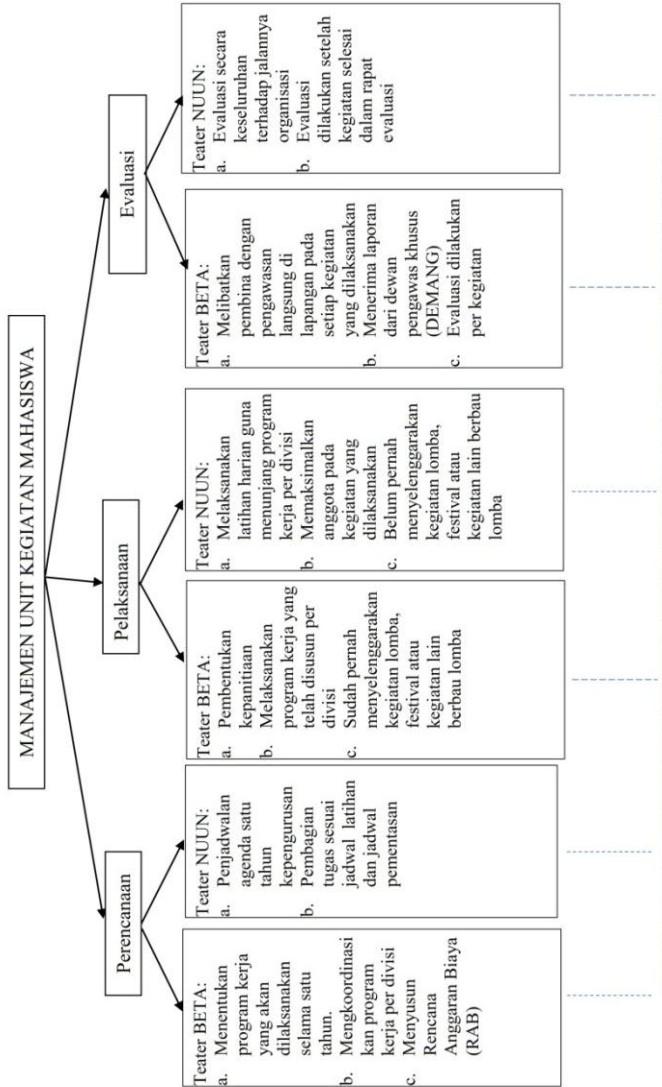 MANAJEMEN UNIT KEGIATAN MAHASISWA
Perencanaan
Pelaksanaan
Evaluasi
Teater BETA:
a. Menentukan
program kerja
yang akan
dilaksanakan
selama satu
tahun.
b. Mengkoordinasi
kan program
kerja per divisi
c. Menyusun
Rencana
Anggaran Biaya
(RAB)
Teater NUUN:
a. Penjadwalan
agenda satu
tahun
kepengurusan
b. Pembagian
tugas sesuai
jadwal latihan
dan jadwal
pementasan
Teater BETA:
a. Pembentukan
kepanitiaan
b. Melaksanakan
program kerja yang
telah disusun per
divisi
c. Sudah pernah
menyelenggarakan
kegiatan lomba,
festival atau
kegiatan lain
berbau lomba
Teater NUUN:
a. Melaksanakan
latihan harian guna
menunjang program
kerja per divisi
b. Memaksimalkan
anggota pada
kegiatan yang
dilaksanakan
c. Belum pernah
menyelenggarakan
kegiatan lomba,
festival atau
kegiatan lain berbau
lomba
Teater BETA:
a. Melibatkan
pembina dengan
pengawasan
langsung di
lapangan pada
setiap kegiatan
yang dilaksanakan
b. Menerima laporan
dari dewan
pengawas khusus
(DEMANG)
c. Evaluasi dilakukan
per kegiatan
Teater NUUN:
a. Evaluasi secara
keseluruhan
terhadap jalannya
organisasi
b. Evaluasi
dilakukan setelah
kegiatan selesai
dalam rapat
evaluasi